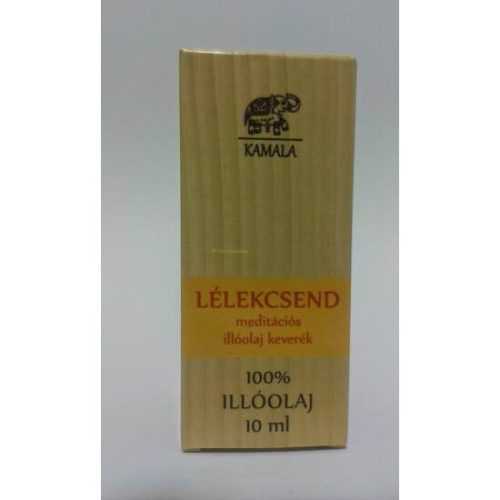 KAMALA
LÉLEKCSEND
meditációs
illóolaj keverék
100%
ILLÓOLAJ
10 ml